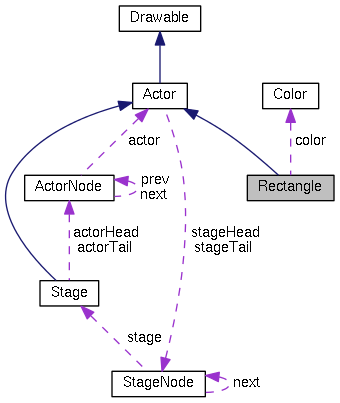 Drawable
Actor
Color
actor
color
ActorNode
prev
next
Rectangle
actorHead
actorTail
stageHead
stageTail
Stage
stage
StageNode
next